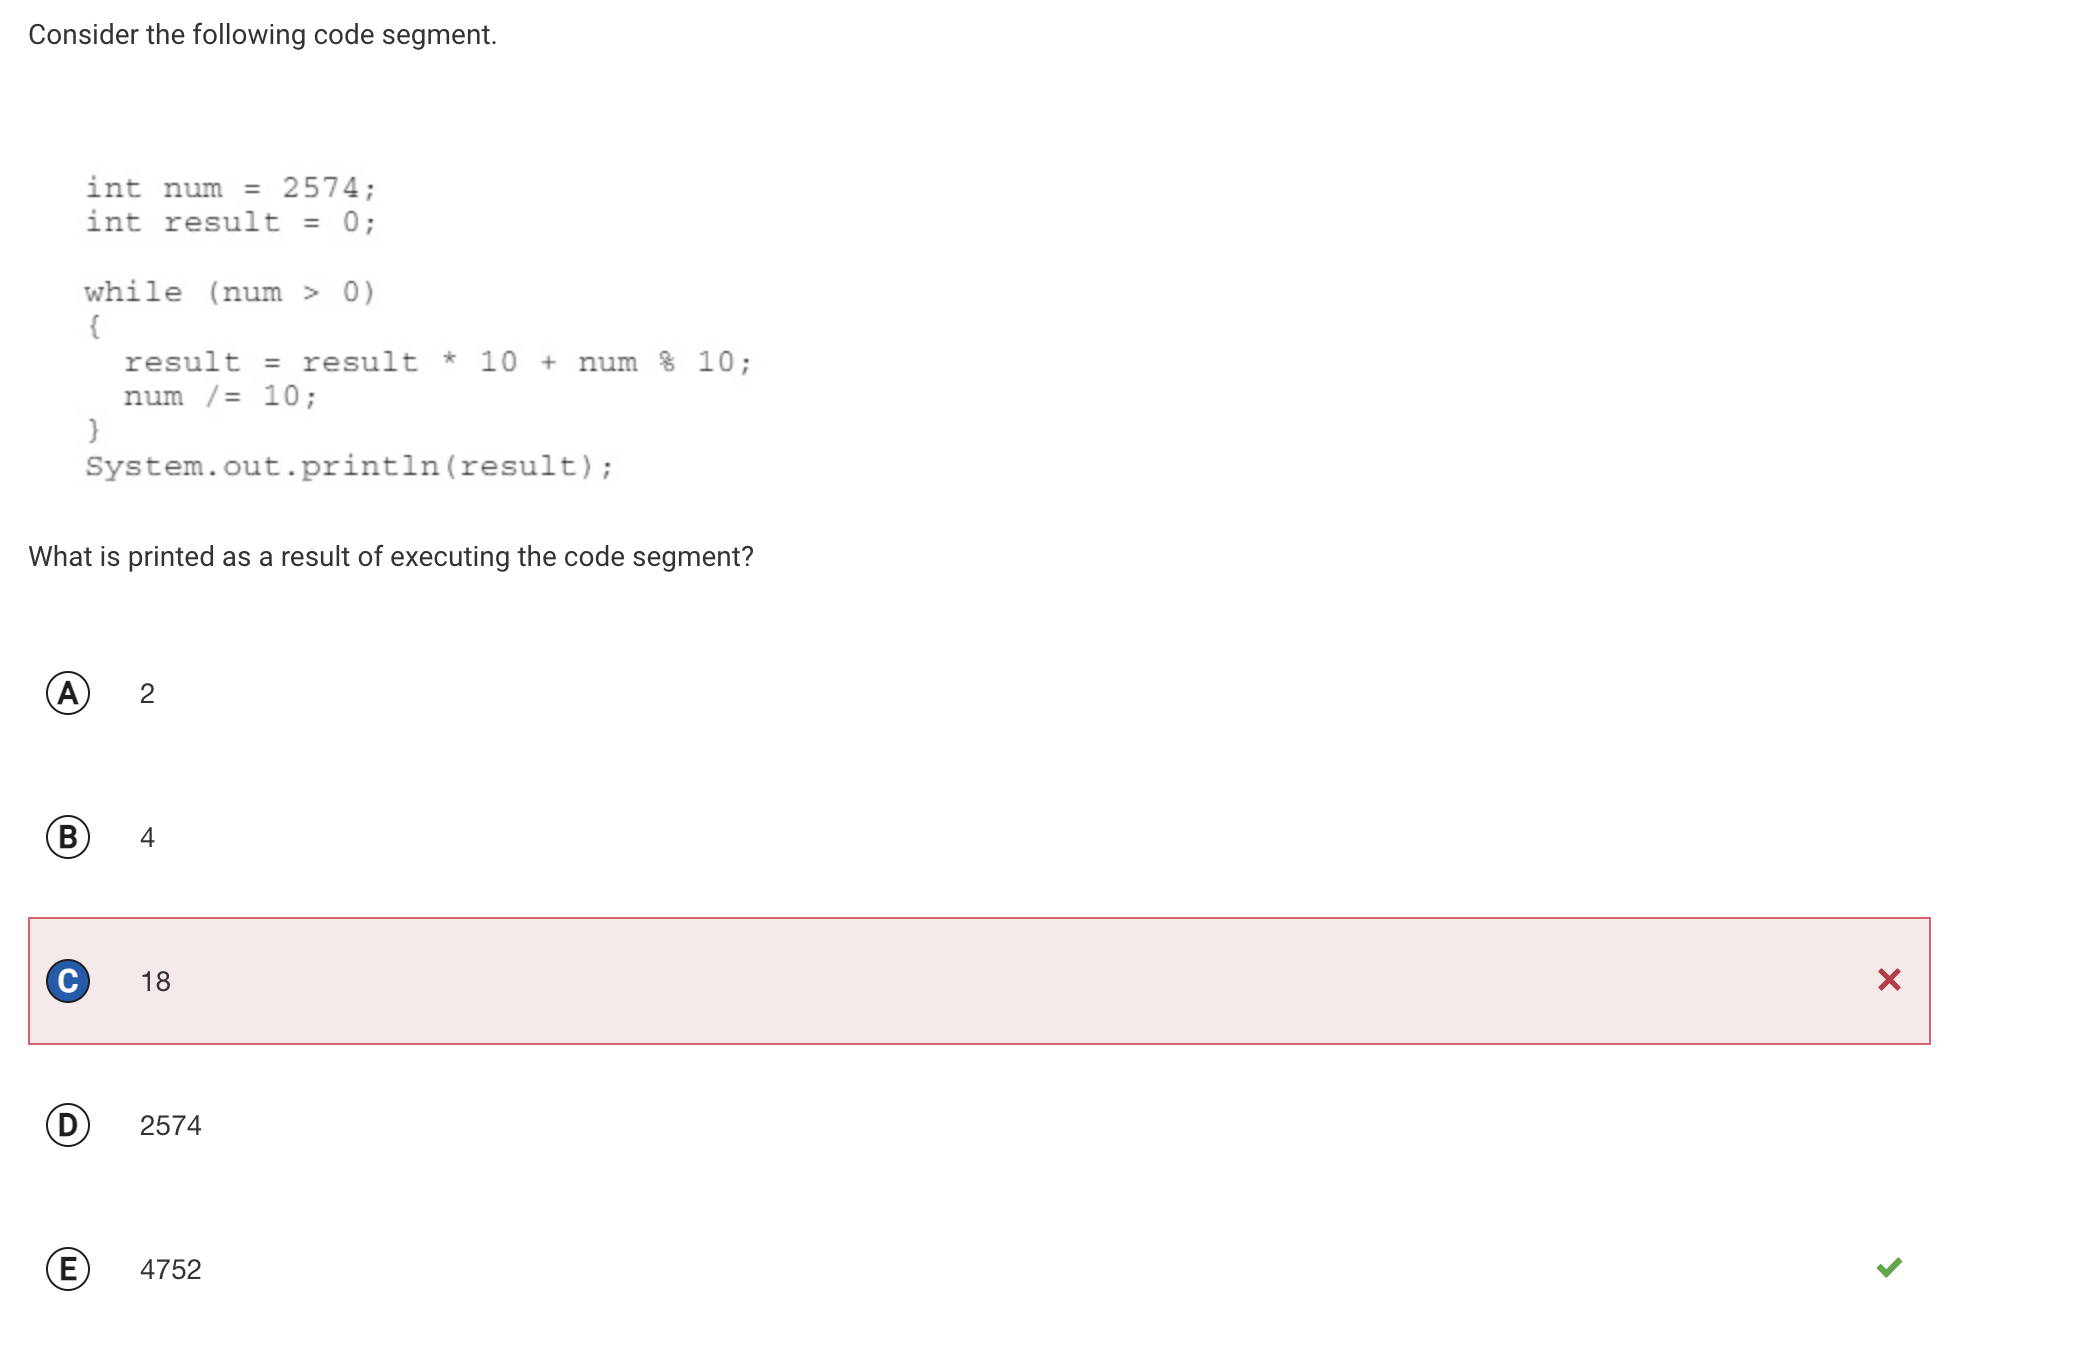 Consider the following code segment.
int num = 2574;
int result = 0;
while (num > 0)
{
result = result * 10 + num % 10;
num /= 10;
}
System.out.println(result);
What is printed as a result of executing the code segment?
A 2
B 4
C 18
D 2574
E 4752